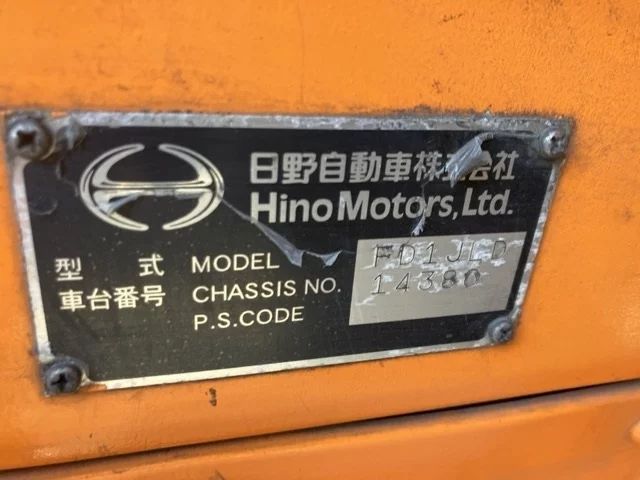 日野自動車株式会社
Hino Motors, Ltd.
型 式 MODEL FD1JLD
車台番号 CHASSIS NO. 14380
P.S.CODE